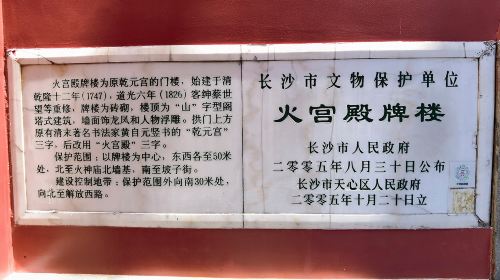 火宫殿牌楼为原乾元宫的门楼，始建于清
乾隆十二年(1747)，道光六年(1826)客绅蔡世
望等重修，牌楼为砖砌，楼顶为“山”字型阁
塔式建筑，墙面饰龙凤和人物浮雕。拱门上方
原有清末著名书法家黄自元竖书的“乾元宫”
三字，后改用“火宫殿”三字。
保护范围：以牌楼为中心，东西各至50米
处，北至火神庙北墙基，南至坡子街。
建设控制地带：保护范围外向南30米处，
向北至解放西路。
长沙市文物保护单位
火宫殿牌楼
长沙市人民政府
二〇〇五年八月三十日公布
长沙市天心区人民政府
二〇〇五年十月二十日立